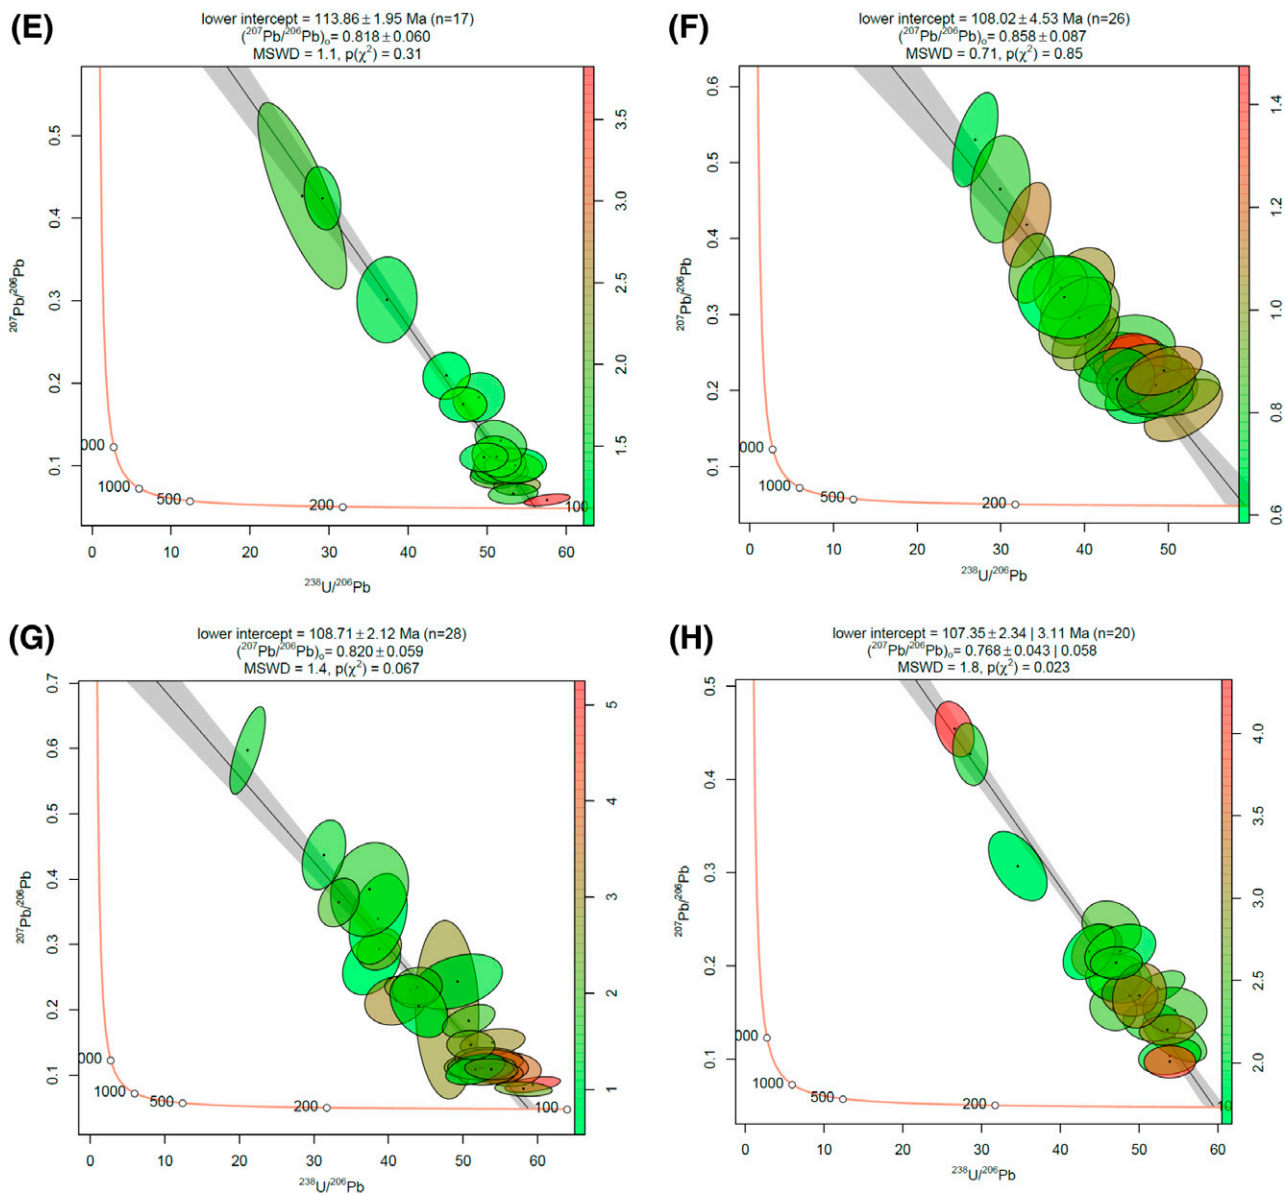 (E)
lower intercept = 113.86 ± 1.95 Ma (n=17)
(²⁰⁷Pb/²⁰⁶Pb)ₒ= 0.818 ± 0.060
MSWD = 1.1, p(χ²) = 0.31
²⁰⁷Pb/²⁰⁶Pb
0.5
0.4
0.3
0.2
0.1
000
1000
500
200
100
0 10 20 30 40 50 60
²³⁸U/²⁰⁶Pb
3.5
3.0
2.5
2.0
1.5
(F)
lower intercept = 108.02 ± 4.53 Ma (n=26)
(²⁰⁷Pb/²⁰⁶Pb)ₒ= 0.858 ± 0.087
MSWD = 0.71, p(χ²) = 0.85
²⁰⁷Pb/²⁰⁶Pb
0.6
0.5
0.4
0.3
0.2
0.1
000
1000
500
200
0 10 20 30 40 50
²³⁸U/²⁰⁶Pb
1.4
1.2
1.0
0.8
0.6
(G)
lower intercept = 108.71 ± 2.12 Ma (n=28)
(²⁰⁷Pb/²⁰⁶Pb)ₒ= 0.820 ± 0.059
MSWD = 1.4, p(χ²) = 0.067
²⁰⁷Pb/²⁰⁶Pb
0.7
0.6
0.5
0.4
0.3
0.2
0.1
000
1000
500
200
100
0 10 20 30 40 50 60
²³⁸U/²⁰⁶Pb
5
4
3
2
1
(H)
lower intercept = 107.35 ± 2.34 | 3.11 Ma (n=20)
(²⁰⁷Pb/²⁰⁶Pb)ₒ= 0.768 ± 0.043 | 0.058
MSWD = 1.8, p(χ²) = 0.023
²⁰⁷Pb/²⁰⁶Pb
0.5
0.4
0.3
0.2
0.1
000
1000
500
200
10
0 10 20 30 40 50 60
²³⁸U/²⁰⁶Pb
4.0
3.5
3.0
2.5
2.0